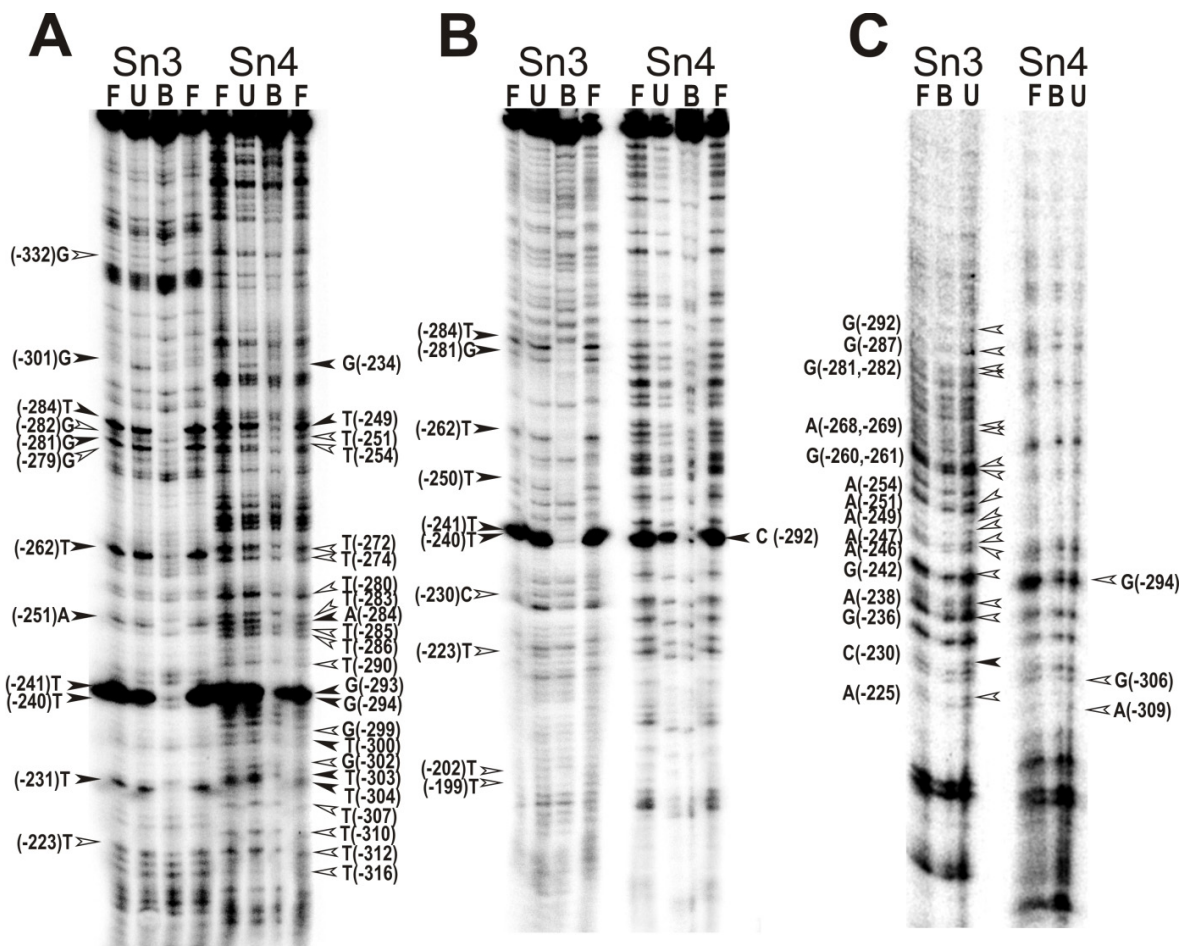 A
B
C
Sn3 Sn4
F U B F F U B F
Sn3 Sn4
F U B F F U B F
Sn3 Sn4
F B U F B U
(-332)G
(-301)G
(-284)T
(-282)G
(-281)G
(-279)G
(-262)T
(-251)A
(-241)T
(-240)T
(-231)T
(-223)T
G(-234)
T(-249)
T(-251)
T(-254)
T(-272)
T(-274)
T(-280)
T(-283)
A(-284)
T(-285)
T(-286)
T(-290)
G(-293)
G(-294)
G(-299)
T(-300)
G(-302)
T(-303)
T(-304)
T(-307)
T(-310)
T(-312)
T(-316)
(-284)T
(-281)G
(-262)T
(-250)T
(-241)T
(-240)T
(-230)C
(-223)T
(-202)T
(-199)T
C (-292)
G(-292)
G(-287)
G(-281,-282)
A(-268,-269)
G(-260,-261)
A(-254)
A(-251)
A(-249)
A(-247)
A(-246)
G(-242)
A(-238)
G(-236)
C(-230)
A(-225)
G(-294)
G(-306)
A(-309)